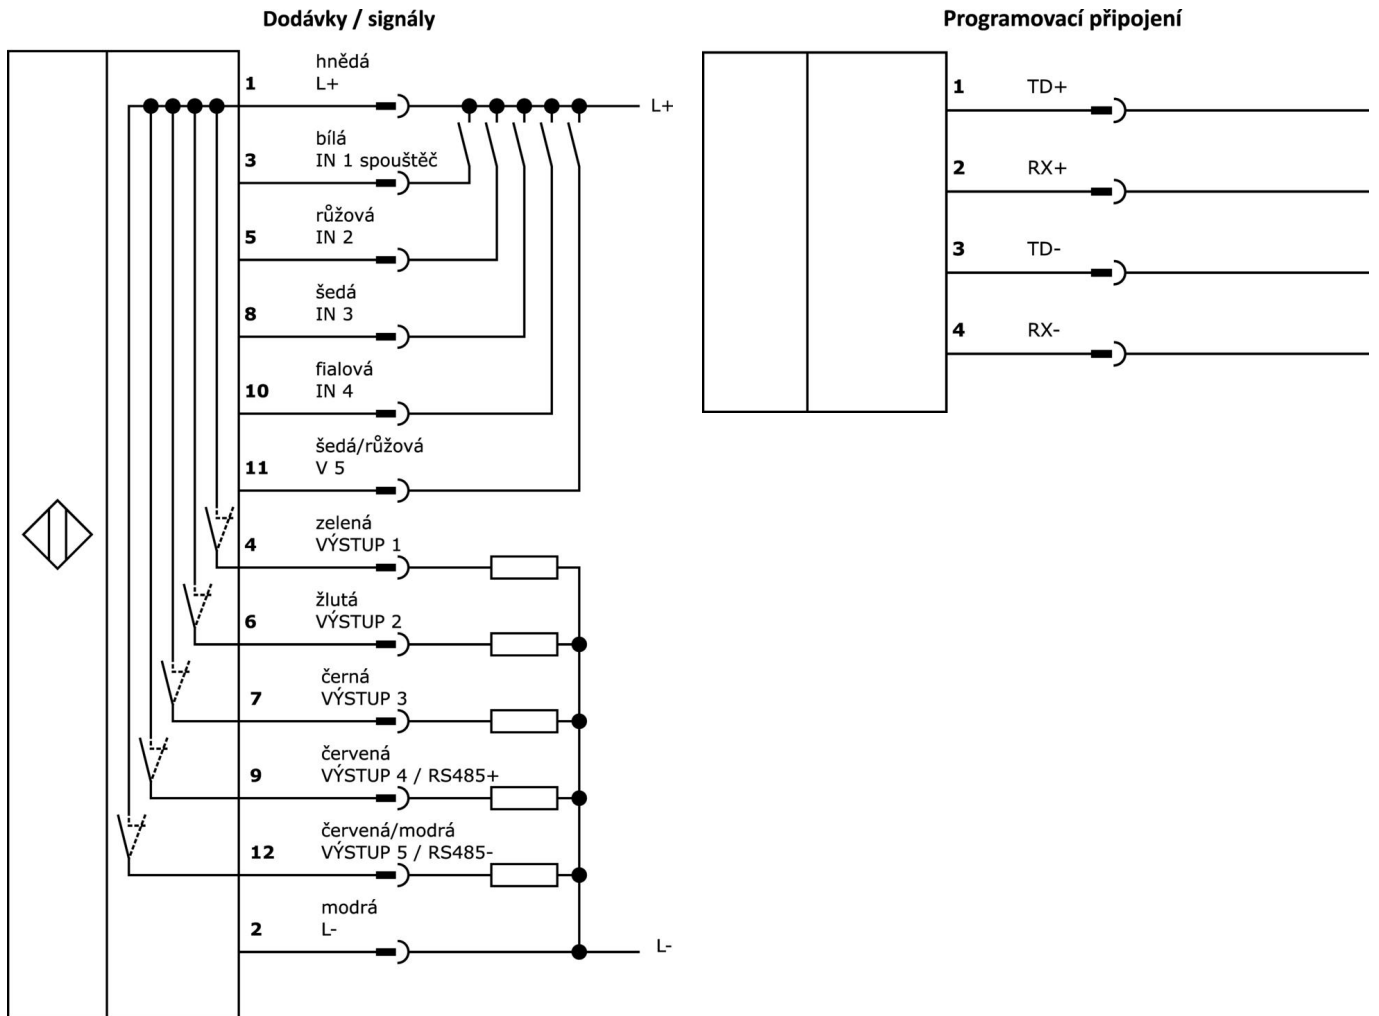 Dodávky / signály
hnědá
1 L+
L+
bílá
3 IN 1 spouštěč
růžová
5 IN 2
šedá
8 IN 3
fialová
10 IN 4
šedá/růžová
11 V 5
zelená
4 VÝSTUP 1
žlutá
6 VÝSTUP 2
černá
7 VÝSTUP 3
červená
9 VÝSTUP 4 / RS485+
červená/modrá
12 VÝSTUP 5 / RS485-
modrá
2 L-
L-
Programovací připojení
1 TD+
2 RX+
3 TD-
4 RX-